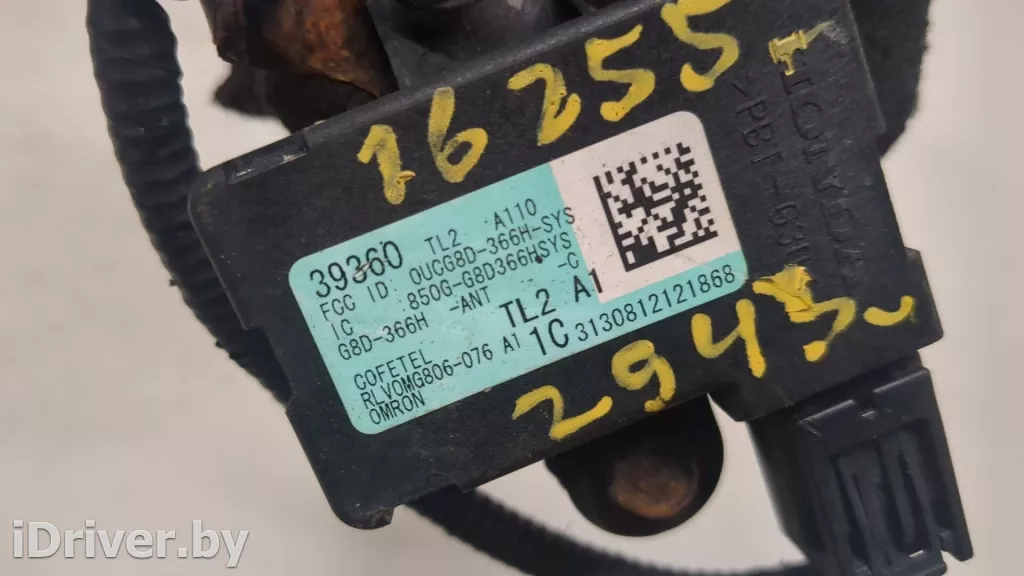 16255
39360 TL2 A110
FCC ID OUCG8D-366H-SYS
IC 850G-G8D366HSYS
G8D-366H -ANT -C
TL2 A1
COFETEL
RLVOMG806-076 A1
1C 3130812121868
OMRON
2943
iDriver.by